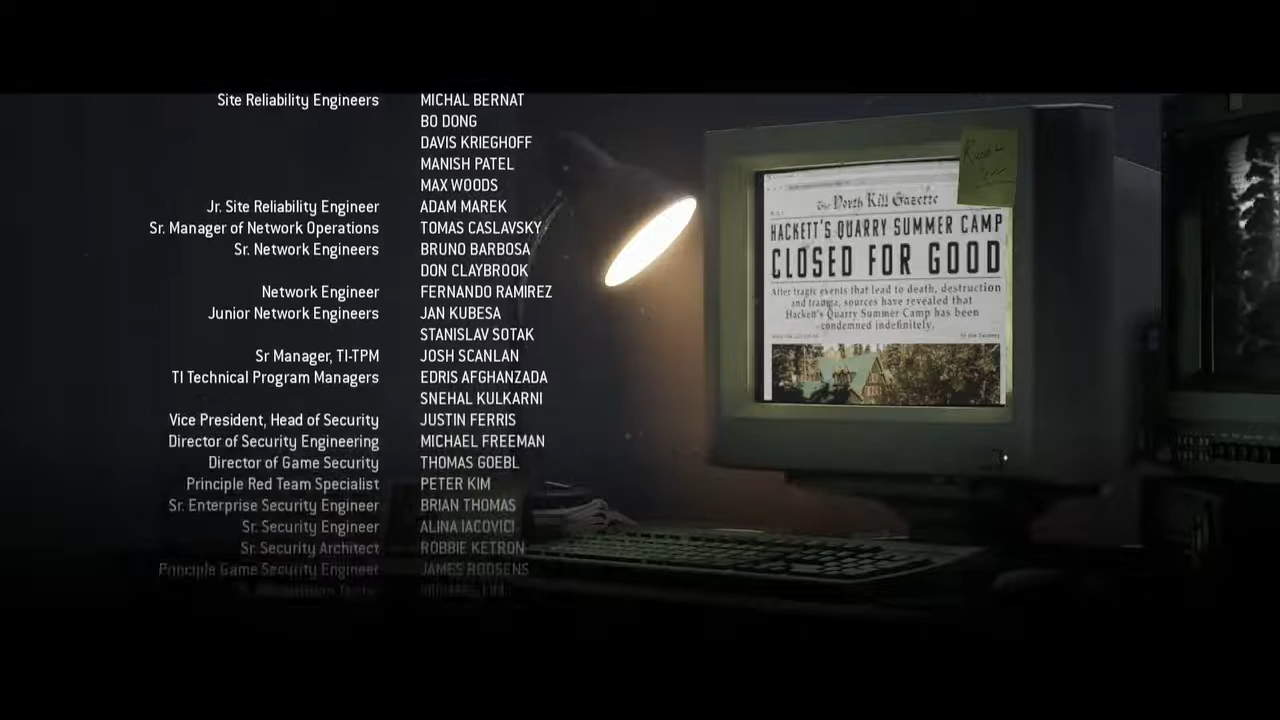 Site Reliability Engineers MICHAL BERNAT
BO DONG
DAVIS KRIEGHOFF
MANISH PATEL
MAX WOODS
Jr. Site Reliability Engineer ADAM MAREK
Sr. Manager of Network Operations TOMAS CASLAVSKY
Sr. Network Engineers BRUNO BARBOSA
DON CLAYBROOK
Network Engineer FERNANDO RAMIREZ
Junior Network Engineers JAN KUBESA
STANISLAV SOTAK
Sr Manager, TI-TPM JOSH SCANLAN
TI Technical Program Managers EDRIS AFGHANZADA
SNEHAL KULKARNI
Vice President, Head of Security JUSTIN FERRIS
Director of Security Engineering MICHAEL FREEMAN
Director of Game Security THOMAS GOEBL
Principle Red Team Specialist PETER KIM
Sr. Enterprise Security Engineer BRIAN THOMAS
Sr. Security Engineer ALINA IACOVICI
Sr. Security Architect ROBBIE KETRON
Principle Game Security Engineer JAMES RODSENS
The North Kill Gazette
HACKETT'S QUARRY SUMMER CAMP
CLOSED FOR GOOD
After tragic events that lead to death, destruction
and trauma, sources have revealed that
Hackett's Quarry Summer Camp has been
condemned indefinitely.